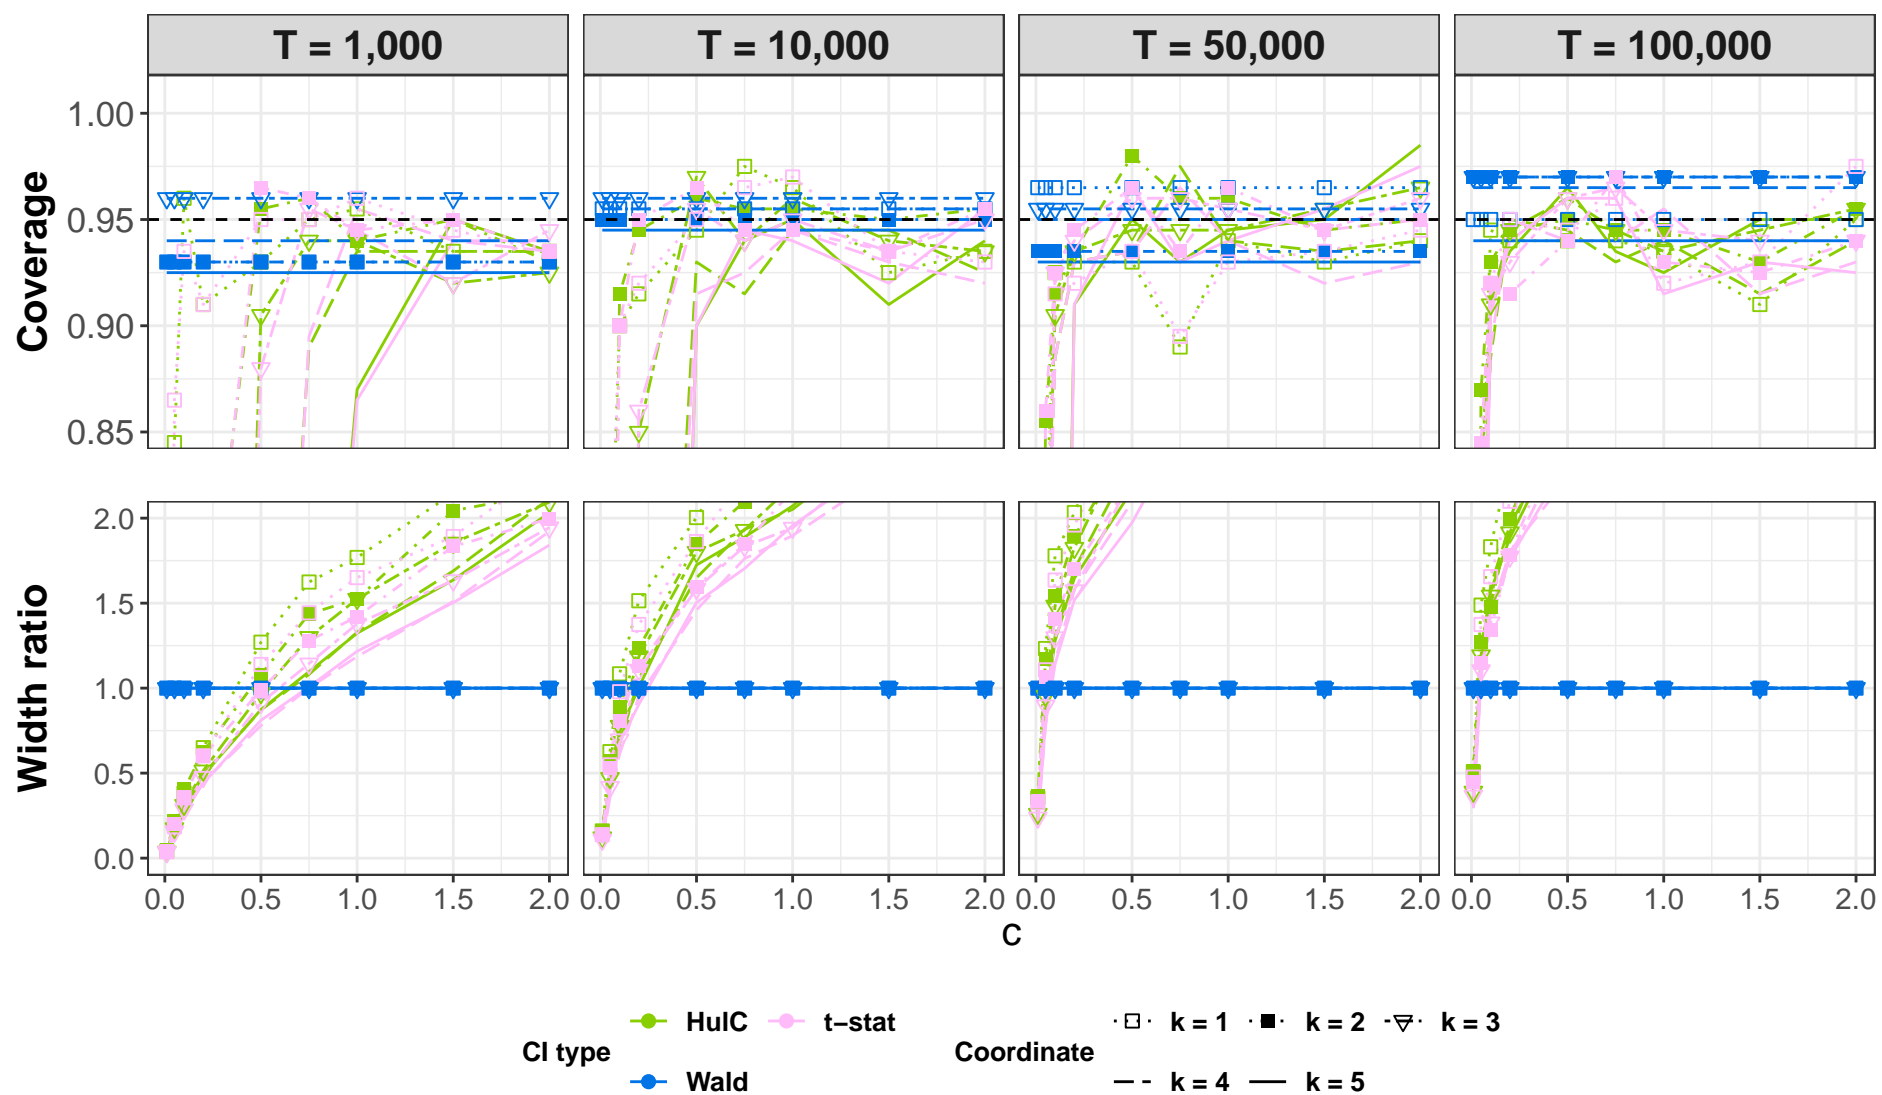 T = 1,000
T = 10,000
T = 50,000
T = 100,000
Coverage
1.00
0.95
0.90
0.85
Width ratio
2.0
1.5
1.0
0.5
0.0
0.0 0.5 1.0 1.5 2.0
0.0 0.5 1.0 1.5 2.0
0.0 0.5 1.0 1.5 2.0
0.0 0.5 1.0 1.5 2.0
c
CI type
HulC
t−stat
Wald
Coordinate
k = 1
k = 2
k = 3
k = 4
k = 5